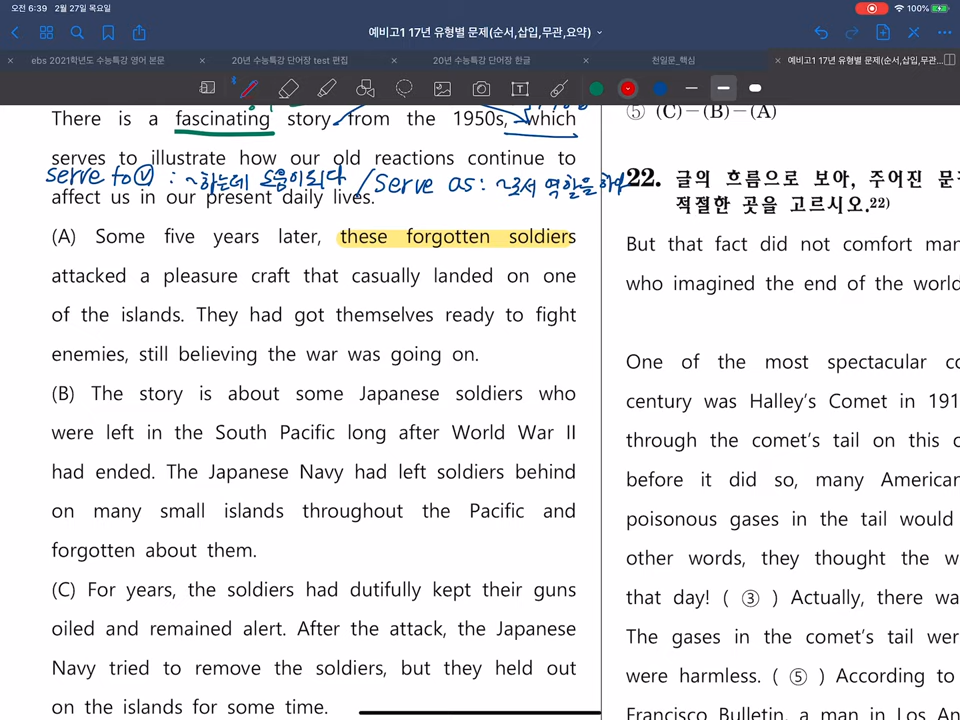 오전 6:39 2월 27일 목요일
100%
예비고1 17년 유형별 문제(순서,삽입,무관,요약)
ebs 2021학년도 수능특강 영어 본문
20년 수능특강 단어장 test 편집
20년 수능특강 단어장 한글
천일문_핵심
예비고1 17년 유형별 문제(순서,삽입,무관,요약)...
There is a fascinating story from the 1950s, which
serves to illustrate how our old reactions continue to
serve to ⓥ : ~하는데 도움이되다 / serve as : ~로서 역할을 하다
affect us in our present daily lives.
(A) Some five years later, these forgotten soldiers
attacked a pleasure craft that casually landed on one
of the islands. They had got themselves ready to fight
enemies, still believing the war was going on.
(B) The story is about some Japanese soldiers who
were left in the South Pacific long after World War II
had ended. The Japanese Navy had left soldiers behind
on many small islands throughout the Pacific and
forgotten about them.
(C) For years, the soldiers had dutifully kept their guns
oiled and remained alert. After the attack, the Japanese
Navy tried to remove the soldiers, but they held out
on the islands for some time.
⑤ (C)-(B)-(A)
22. 글의 흐름으로 보아, 주어진 문
적절한 곳을 고르시오.22)
But that fact did not comfort man
who imagined the end of the world
One of the most spectacular co
century was Halley's Comet in 191
through the comet's tail on this o
before it did so, many American
poisonous gases in the tail would
other words, they thought the w
that day! ( ③ ) Actually, there wa
The gases in the comet's tail wer
were harmless. ( ⑤ ) According to
Francisco Bulletin, a man in Los An